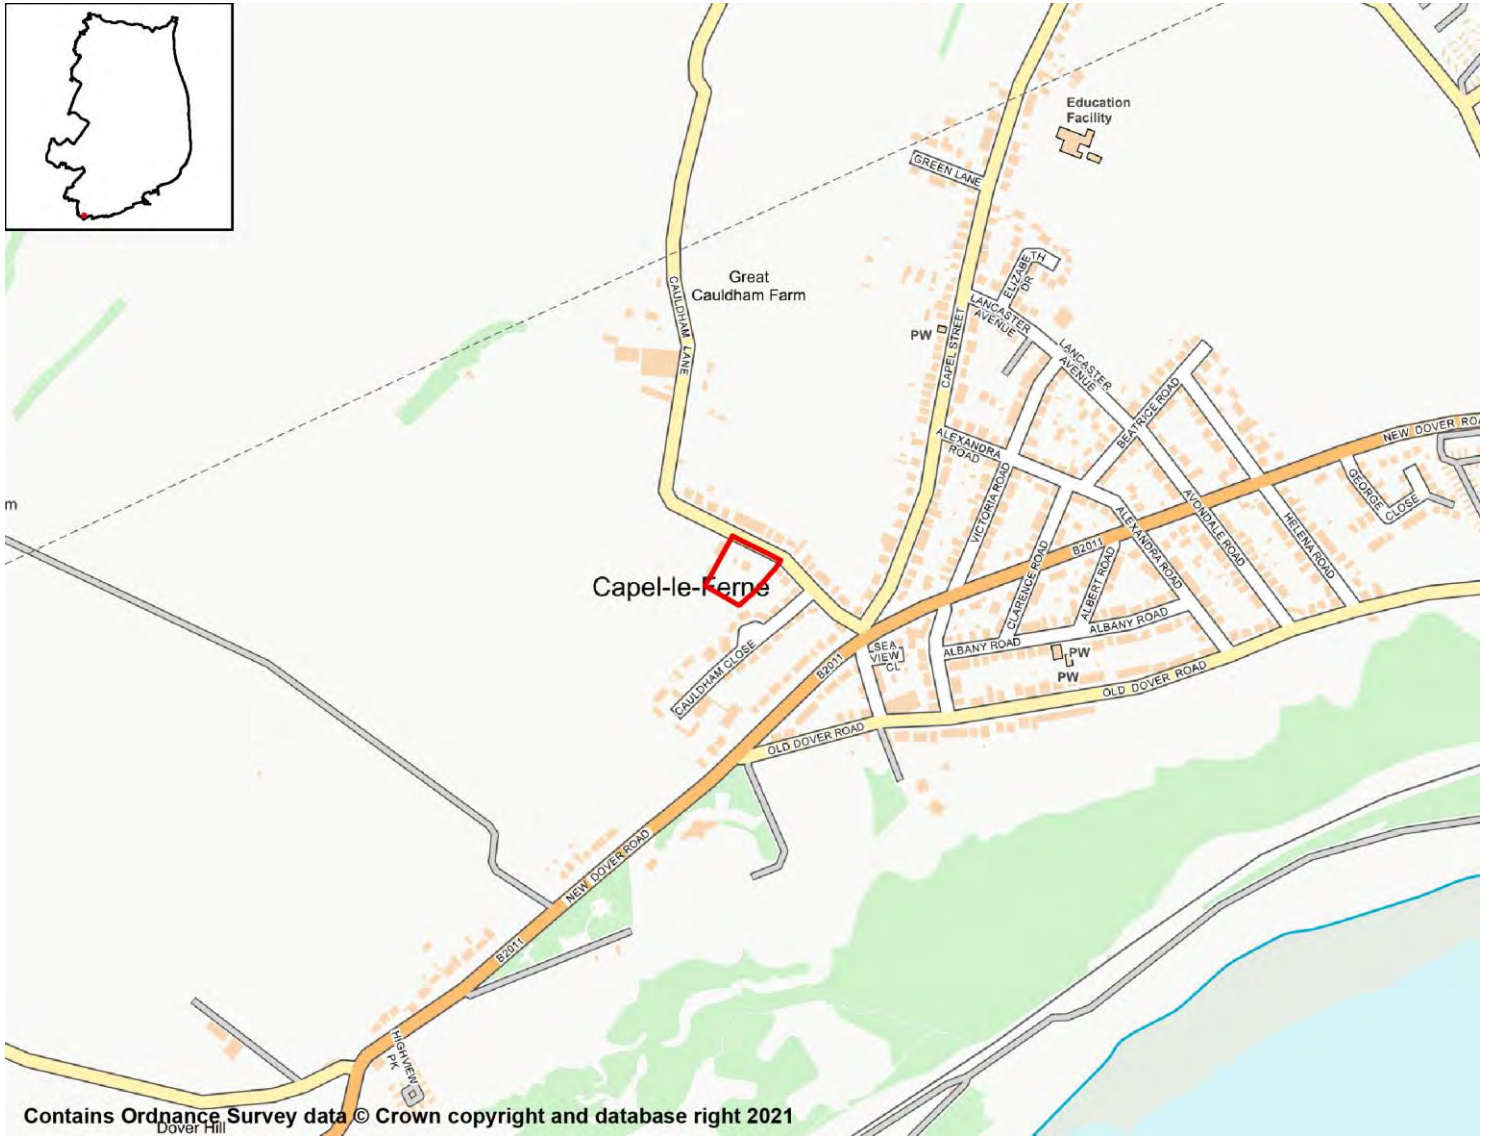 Education
Facility
GREEN LANE
ELIZABETH
DR
Great
Cauldham Farm
CAULDHAM LANE
LANCASTER
AVENUE
PW
CAPEL STREET
LANCASTER
AVENUE
BEATRICE ROAD
NEW DOVER ROA
ALEXANDRA
ROAD
VICTORIA ROAD
GEORGE
CLOSE
m
AVONDALE ROAD
HELENA ROAD
ALEXANDRA ROAD
B2011
CLARENCE ROAD
ALBERT ROAD
Capel-le-Ferne
ALBANY ROAD
ALBANY ROAD
SEA
VIEW
CL
PW
PW
B2011
CAULDHAM CLOSE
OLD DOVER ROAD
OLD DOVER ROAD
NEW DOVER ROAD
B2011
HIGHVIEW
PK
Contains Ordnance Survey data © Crown copyright and database right 2021
Dover Hill